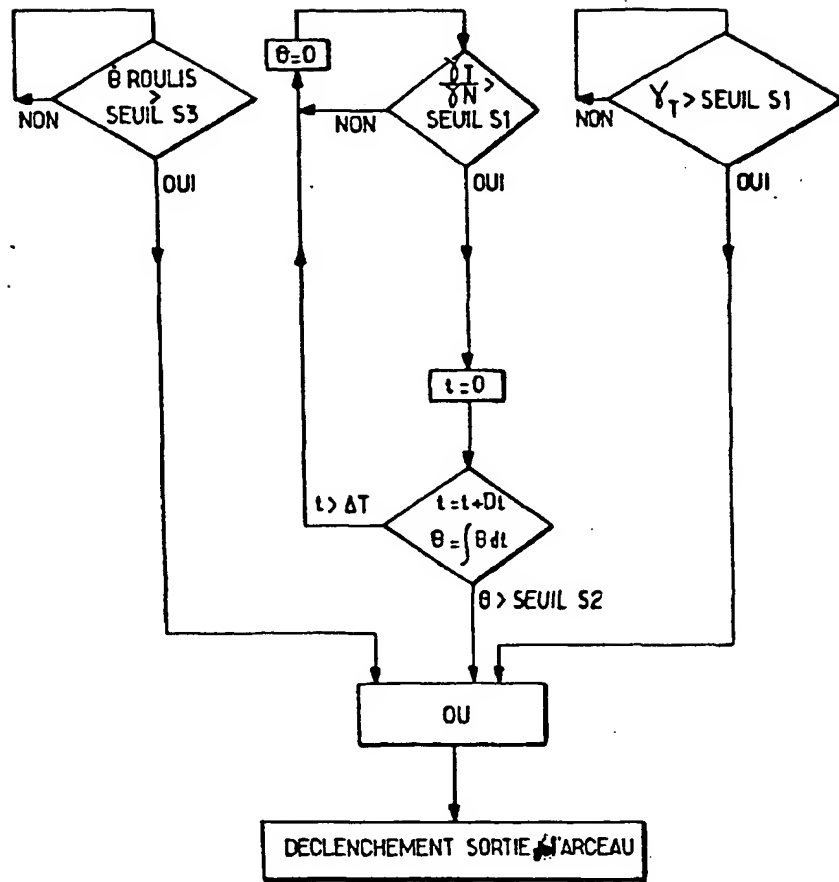 θ̇ ROULIS
>
SEUIL S3
NON
OUI
θ=0
γT
γN >
SEUIL S1
NON
OUI
γT > SEUIL S1
NON
OUI
t=0
t> ΔT
t=t+Dt
θ=∫θdt
θ> SEUIL S2
OU
DECLENCHEMENT SORTIE d'ARCEAU